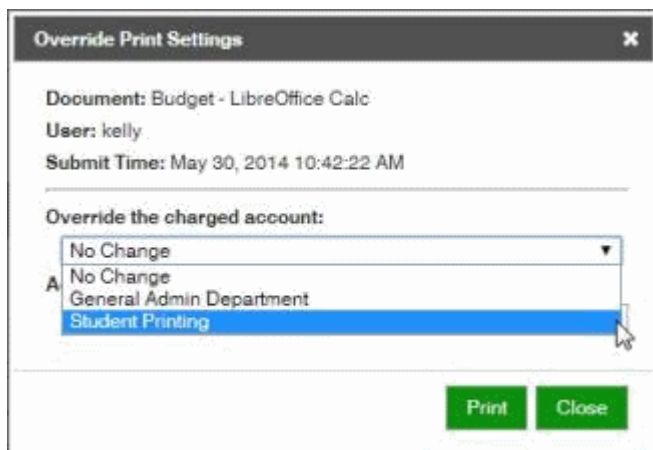 Override Print Settings
Document: Budget - LibreOffice Calc
User: kelly
Submit Time: May 30, 2014 10:42:22 AM
Override the charged account:
No Change
No Change
General Admin Department
Student Printing
Print Close